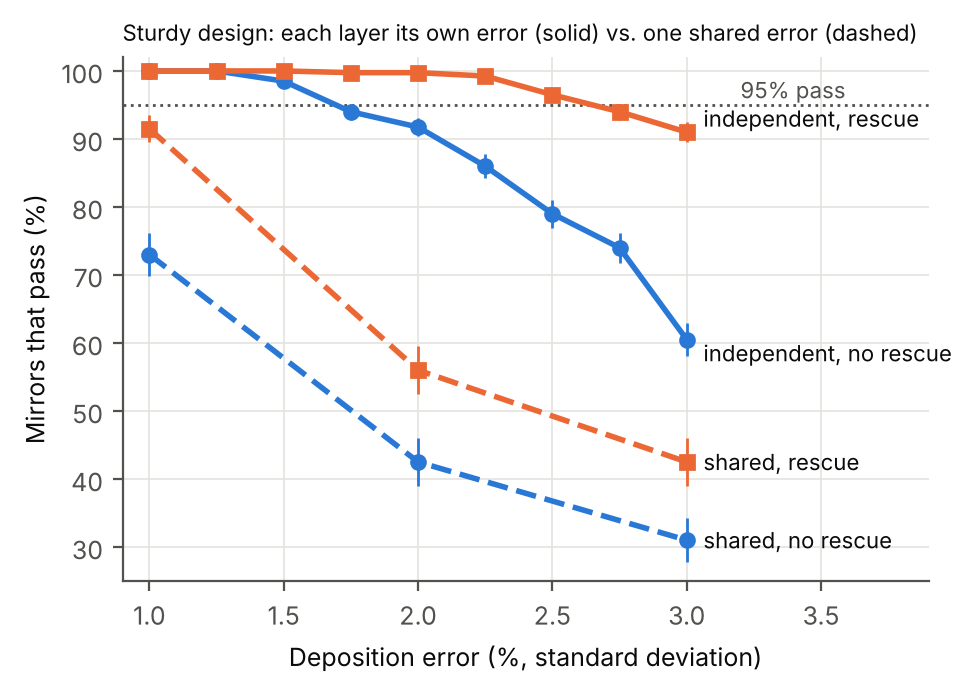 Sturdy design: each layer its own error (solid) vs. one shared error (dashed)
100
90
80
70
60
50
40
30
Mirrors that pass (%)
95% pass
independent, rescue
independent, no rescue
shared, rescue
shared, no rescue
1.0 1.5 2.0 2.5 3.0 3.5
Deposition error (%, standard deviation)